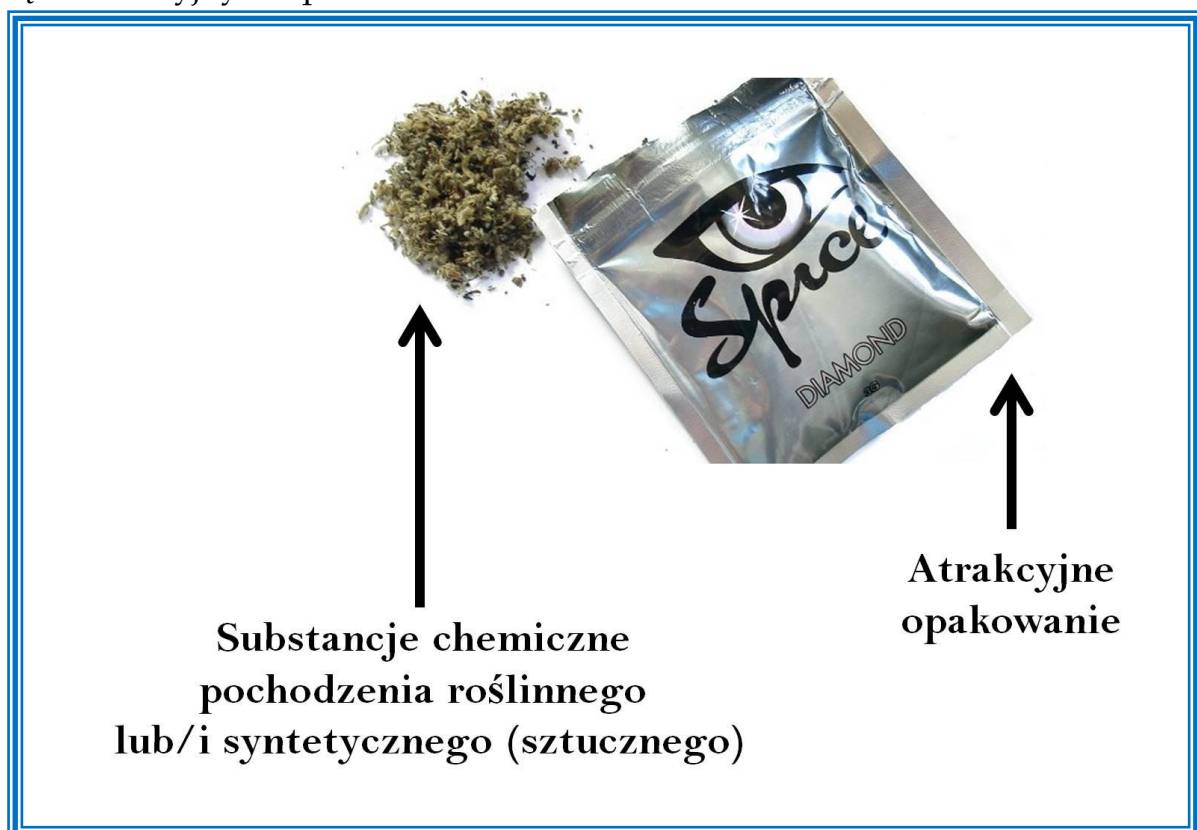 Spice
DIAMOND
Atrakcyjne
opakowanie
Substancje chemiczne
pochodzenia roślinnego
lub/i syntetycznego (sztucznego)